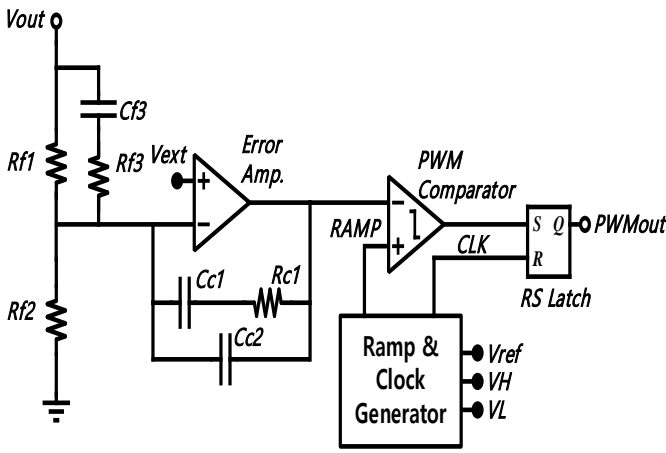 Vout
Cf3
Rf1
Rf3
Vext
+
−
Error
Amp.
PWM
Comparator
−
+
RAMP
CLK
S Q
R
PWMout
RS Latch
Cc1
Rc1
Cc2
Rf2
Ramp &
Clock
Generator
Vref
VH
VL